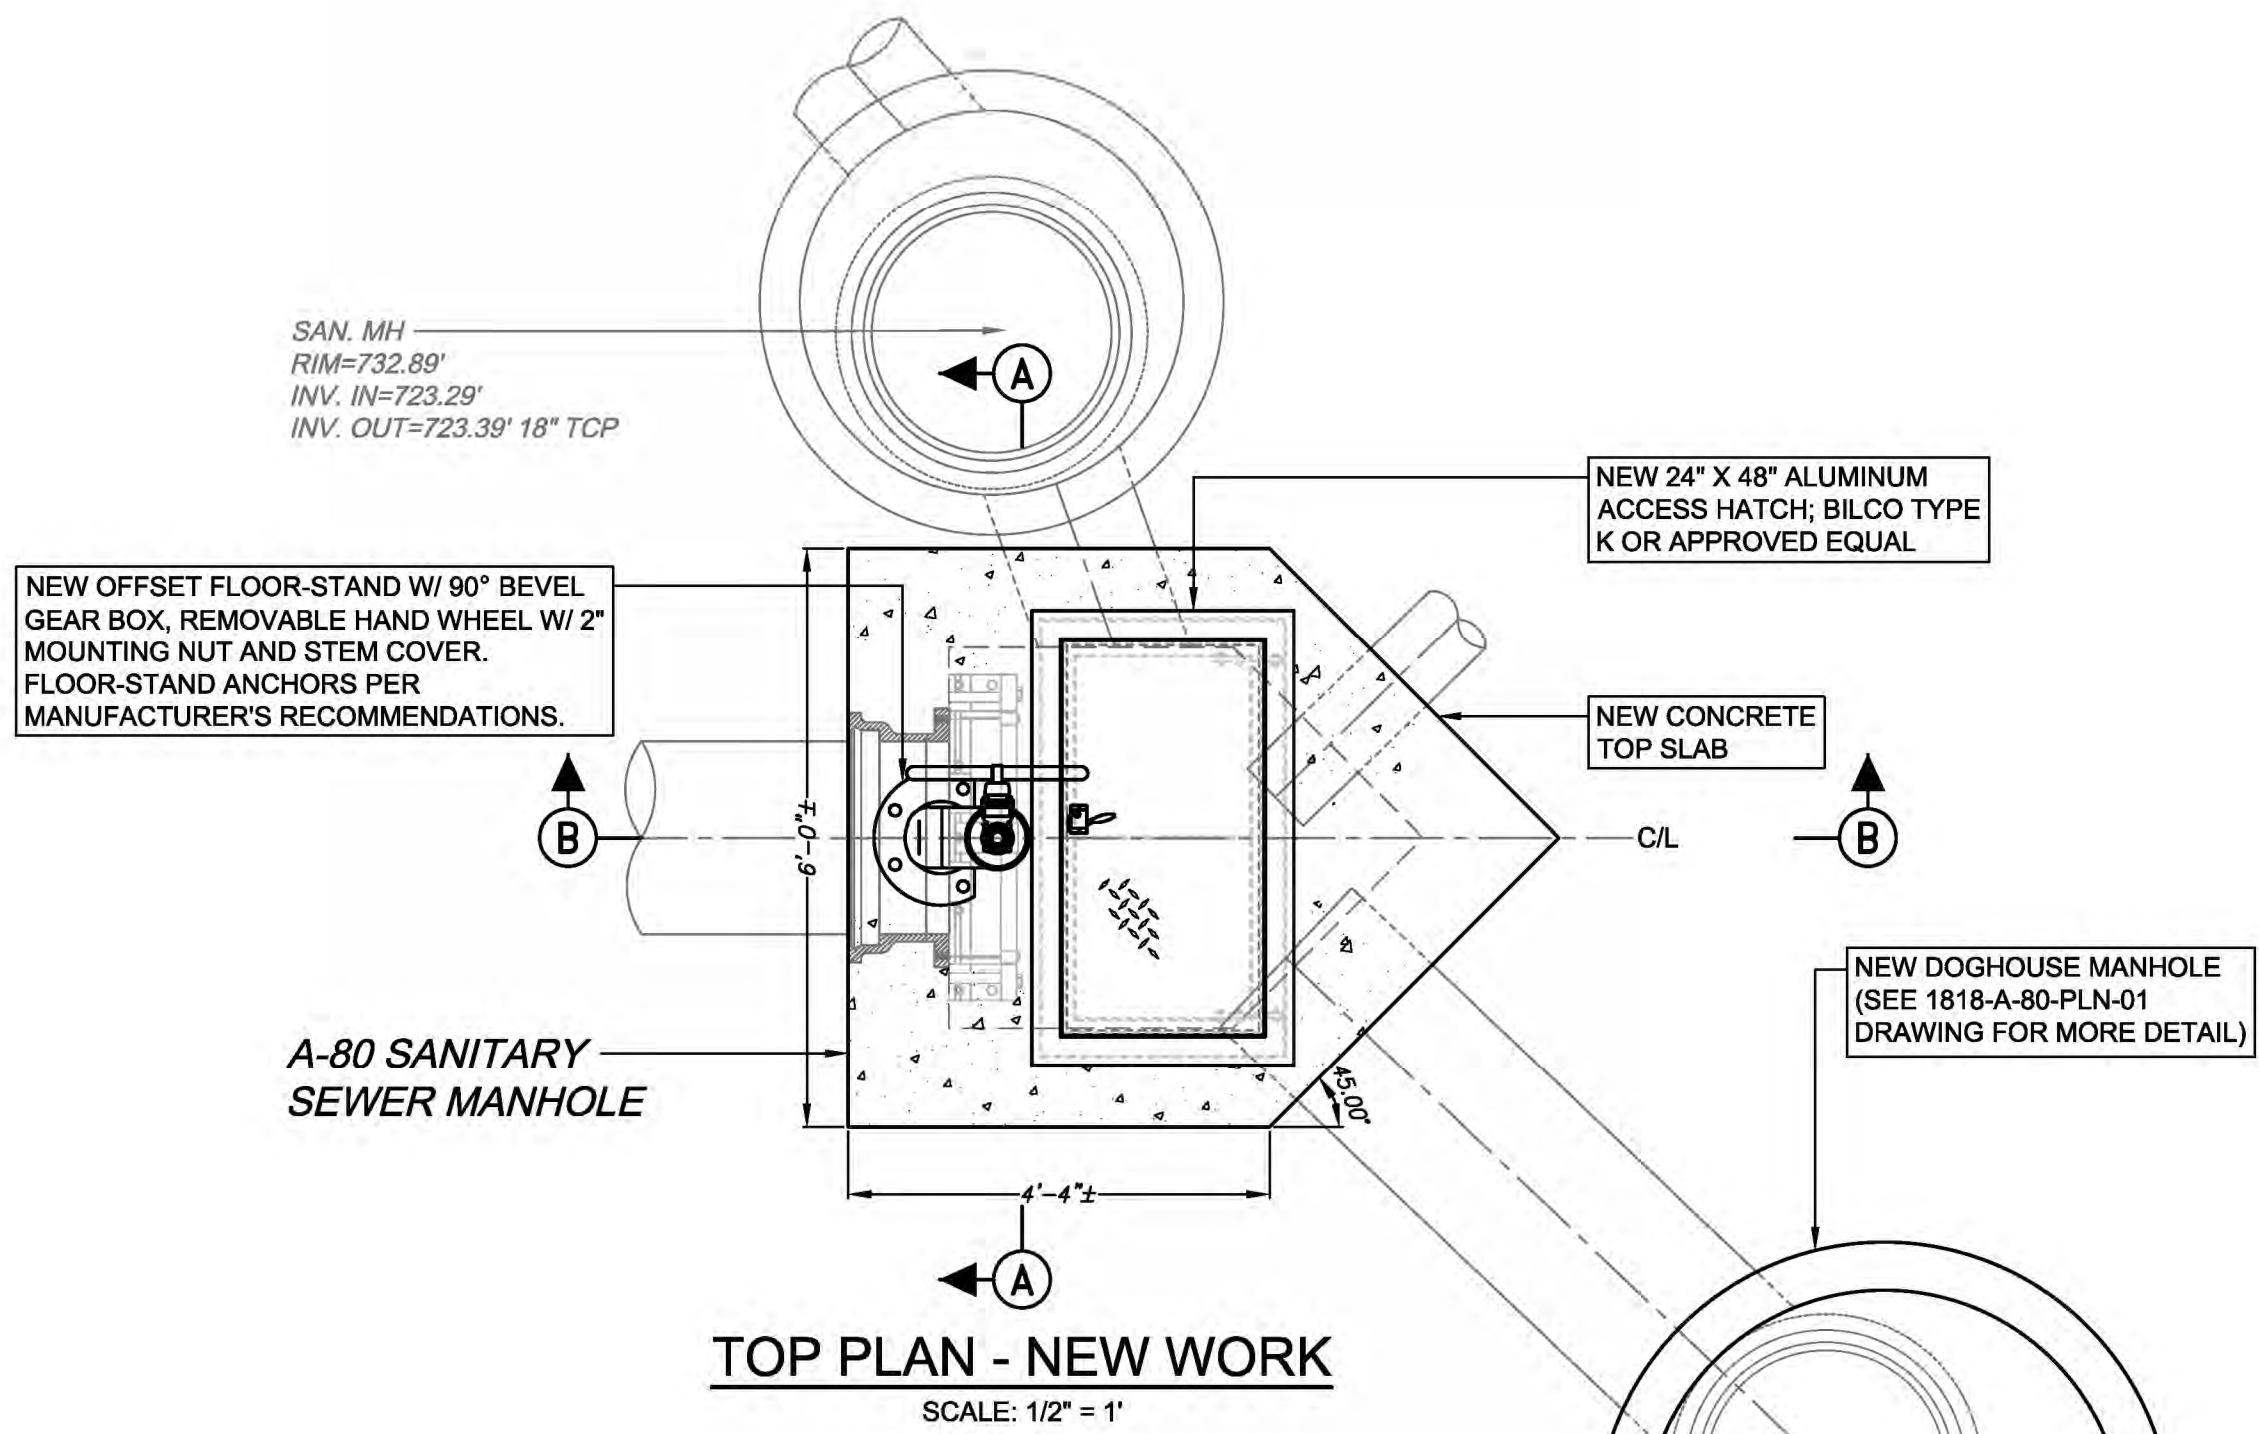 SAN. MH
RIM=732.89'
INV. IN=723.29'
INV. OUT=723.39' 18" TCP
A
NEW 24" X 48" ALUMINUM
ACCESS HATCH; BILCO TYPE
K OR APPROVED EQUAL
NEW OFFSET FLOOR-STAND W/ 90° BEVEL
GEAR BOX, REMOVABLE HAND WHEEL W/ 2"
MOUNTING NUT AND STEM COVER.
FLOOR-STAND ANCHORS PER
MANUFACTURER'S RECOMMENDATIONS.
NEW CONCRETE
TOP SLAB
B
6'-0"±
C/L
B
NEW DOGHOUSE MANHOLE
(SEE 1818-A-80-PLN-01
DRAWING FOR MORE DETAIL)
A-80 SANITARY
SEWER MANHOLE
45.00°
4'-4"±
A
TOP PLAN - NEW WORK
SCALE: 1/2" = 1'